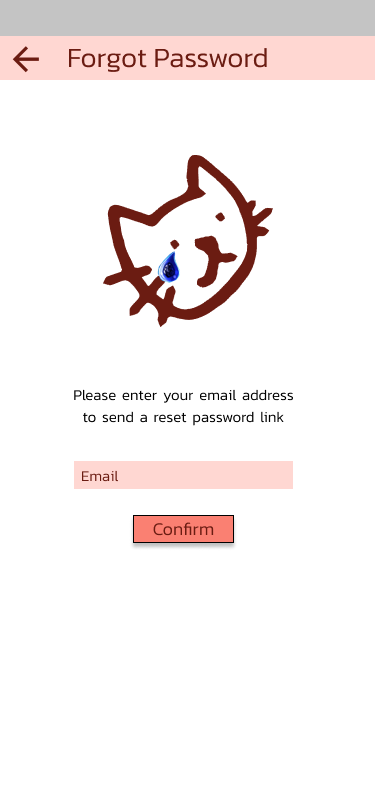 Forgot Password
Please enter your email address
to send a reset password link
Email
Confirm